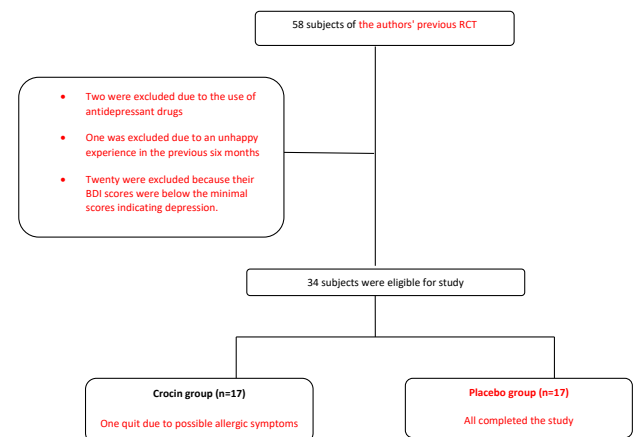 58 subjects of the authors' previous RCT
• Two were excluded due to the use of
antidepressant drugs
• One was excluded due to an unhappy
experience in the previous six months
• Twenty were excluded because their
BDI scores were below the minimal
scores indicating depression.
34 subjects were eligible for study
Crocin group (n=17)
One quit due to possible allergic symptoms
Placebo group (n=17)
All completed the study